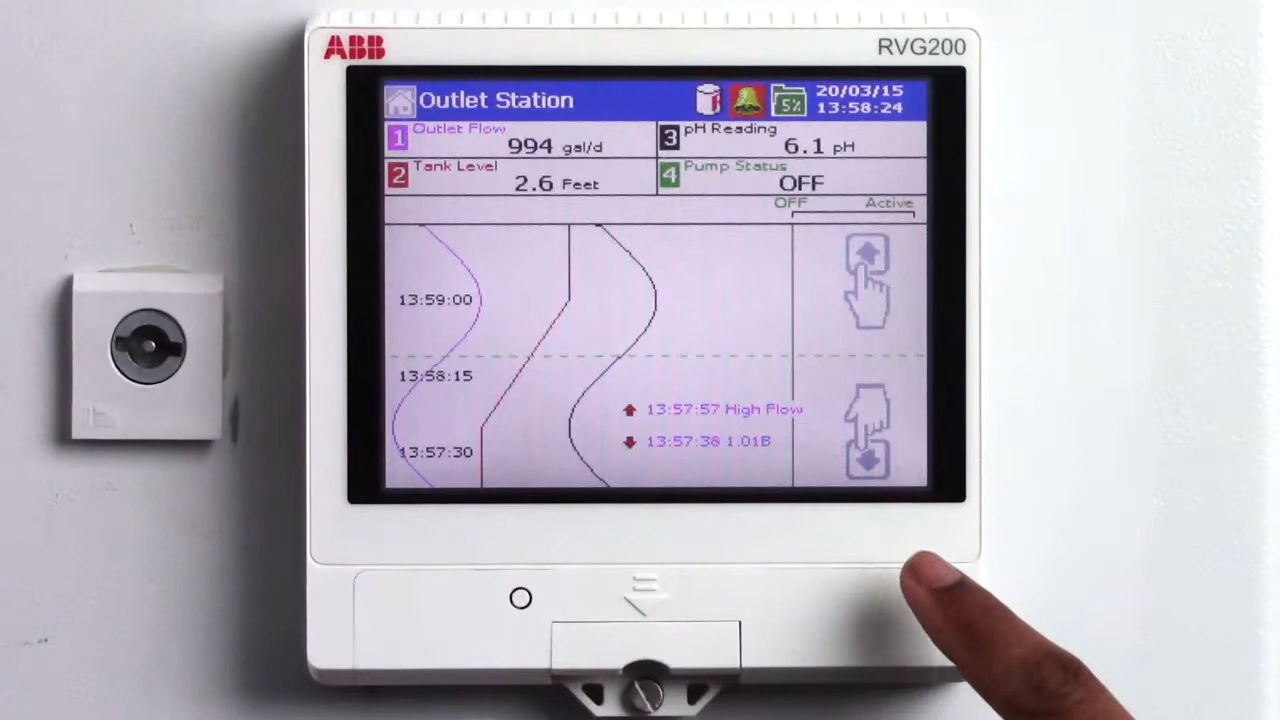 ABB
RVG200
Outlet Station
5%
20/03/15
13:58:24
1 Outlet Flow
994 gal/d
3 pH Reading
6.1 pH
2 Tank Level
2.6 Feet
4 Pump Status
OFF
OFF Active
13:59:00
13:58:15
13:57:57 High Flow
13:57:38 1.01B
13:57:30